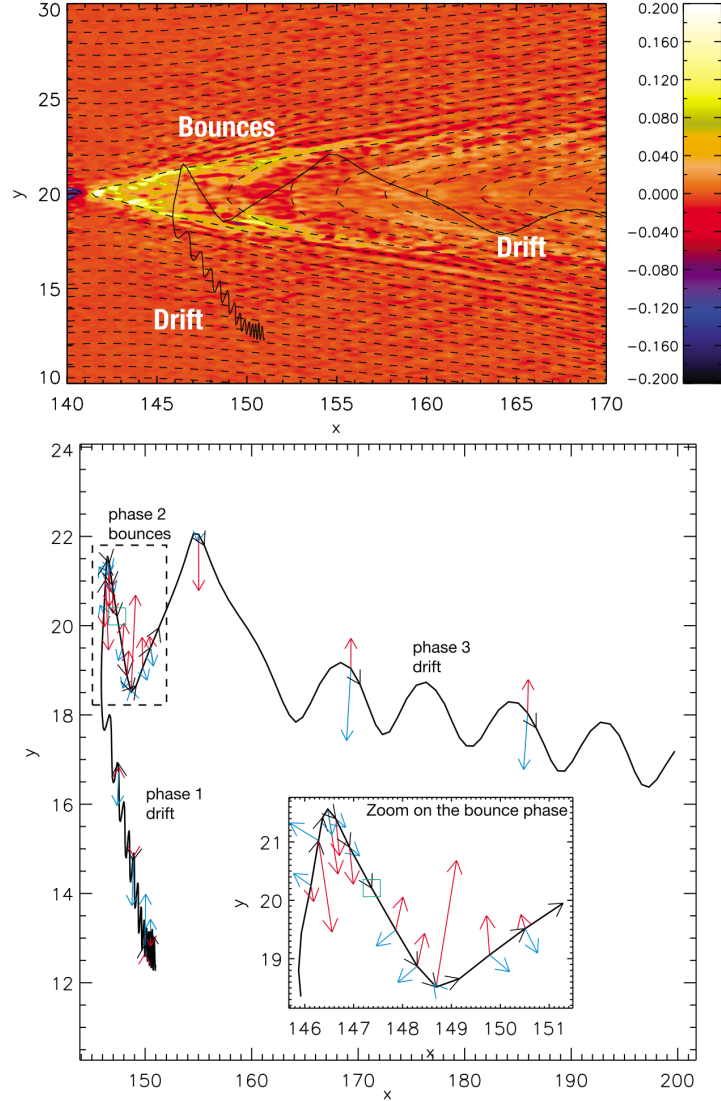 30
25
20
15
10
y
Bounces
Drift
Drift
140 145 150 155 160 165 170
x
0.200
0.160
0.120
0.080
0.040
0.000
−0.040
−0.080
−0.120
−0.160
−0.200
24
22
20
18
16
14
12
y
phase 2
bounces
phase 3
drift
phase 1
drift
Zoom on the bounce phase
21
20
19
y
146 147 148 149 150 151
x
150 160 170 180 190 200
x